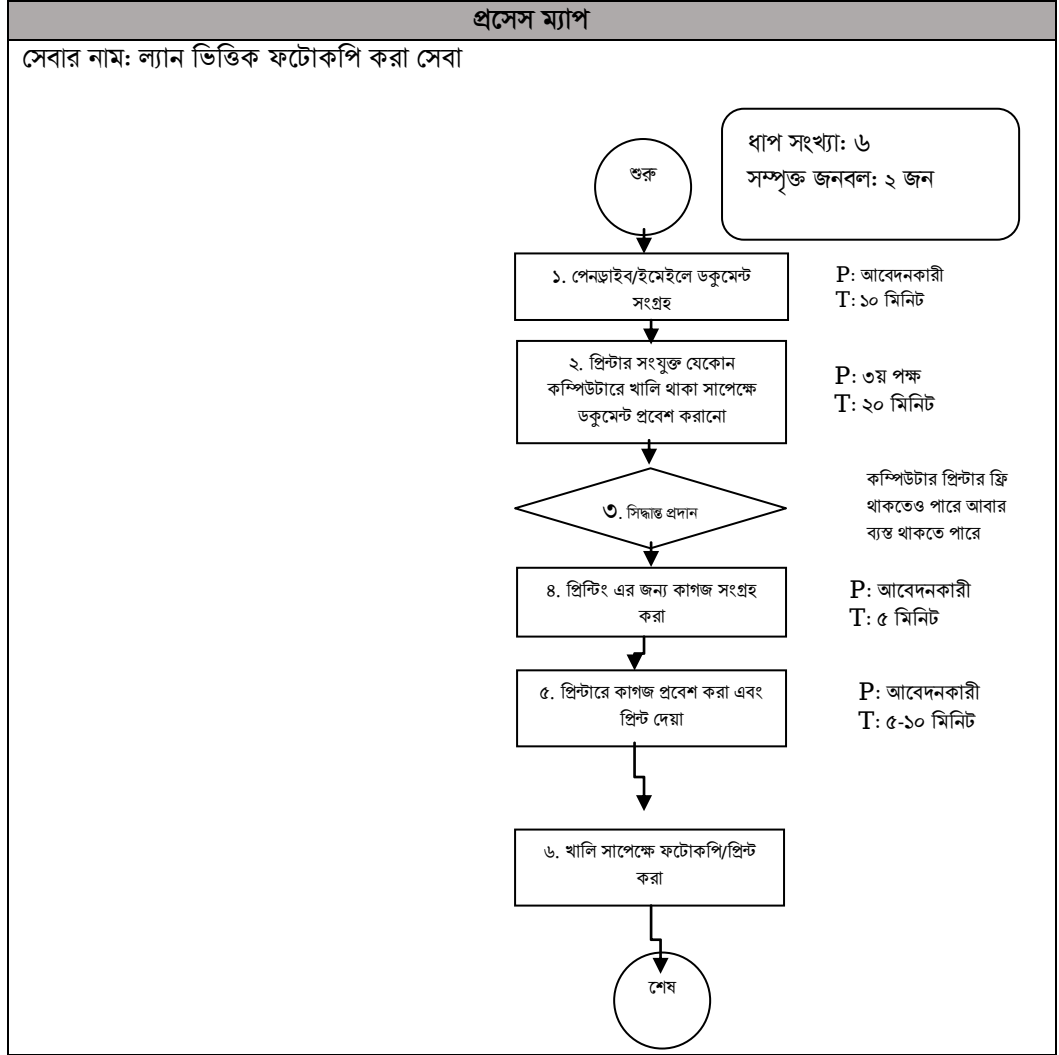 প্রসেস ম্যাপ
সেবার নাম: ল্যান ভিত্তিক ফটোকপি করা সেবা
ধাপ সংখ্যা: ৬
সম্পৃক্ত জনবল: ২ জন
শুরু
১. পেনড্রাইব/ইমেইলে ডকুমেন্ট
সংগ্রহ
P: আবেদনকারী
T: ১০ মিনিট
২. প্রিন্টার সংযুক্ত যেকোন
কম্পিউটারে খালি থাকা সাপেক্ষে
ডকুমেন্ট প্রবেশ করানো
P: ৩য় পক্ষ
T: ২০ মিনিট
৩. সিদ্ধান্ত প্রদান
কম্পিউটার প্রিন্টার ফ্রি
থাকতেও পারে আবার
ব্যস্ত থাকতে পারে
৪. প্রিন্টিং এর জন্য কাগজ সংগ্রহ
করা
P: আবেদনকারী
T: ৫ মিনিট
৫. প্রিন্টারে কাগজ প্রবেশ করা এবং
প্রিন্ট দেয়া
P: আবেদনকারী
T: ৫-১০ মিনিট
৬. খালি সাপেক্ষে ফটোকপি/প্রিন্ট
করা
শেষ